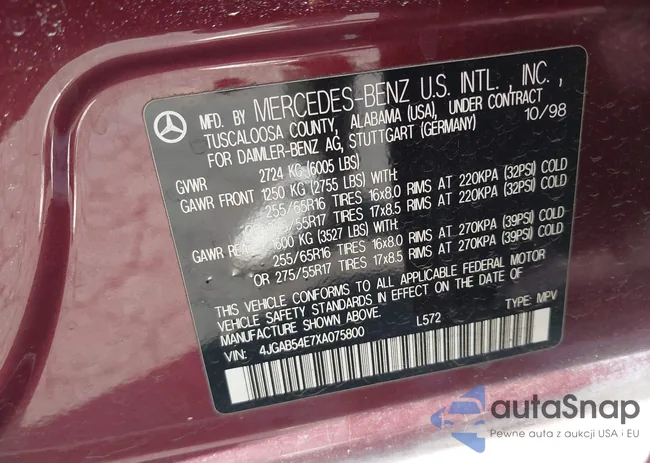 MFD. BY MERCEDES-BENZ U.S. INTL., INC.,
TUSCALOOSA COUNTY, ALABAMA (USA), UNDER CONTRACT
FOR DAIMLER-BENZ AG, STUTTGART (GERMANY) 10/98
GVWR 2724 KG (6005 LBS)
GAWR FRONT 1250 KG (2755 LBS) WITH:
255/65R16 TIRES 16x8.0 RIMS AT 220KPA (32PSI) COLD
55R17 TIRES 17x8.5 RIMS AT 220KPA (32PSI) COLD
GAWR 1600 KG (3527 LBS) WITH:
255/65R16 TIRES 16x8.0 RIMS AT 270KPA (39PSI) COLD
OR 275/55R17 TIRES 17x8.5 RIMS AT 270KPA (39PSI) COLD
THIS VEHICLE CONFORMS TO ALL APPLICABLE FEDERAL MOTOR
VEHICLE SAFETY STANDARDS IN EFFECT ON THE DATE OF
MANUFACTURE SHOWN ABOVE.
VIN: 4JGAB54E7XA075800 L572 TYPE: MPV
autaSnap
Pewne auta z aukcji USA i EU